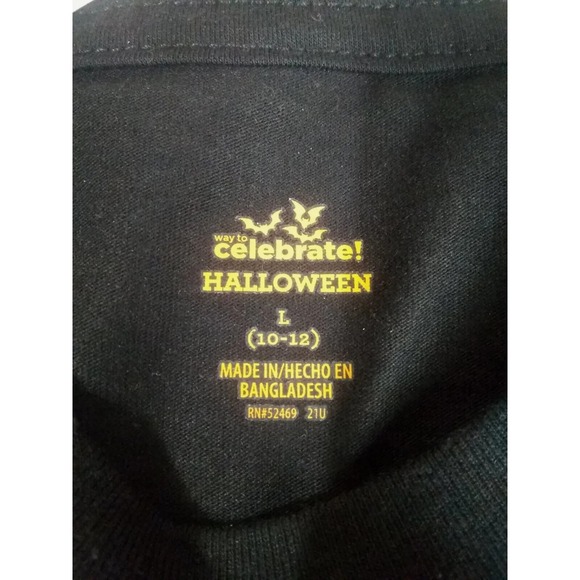 way to
celebrate!
HALLOWEEN
L
(10-12)
MADE IN/HECHO EN
BANGLADESH
RN#52469 21U